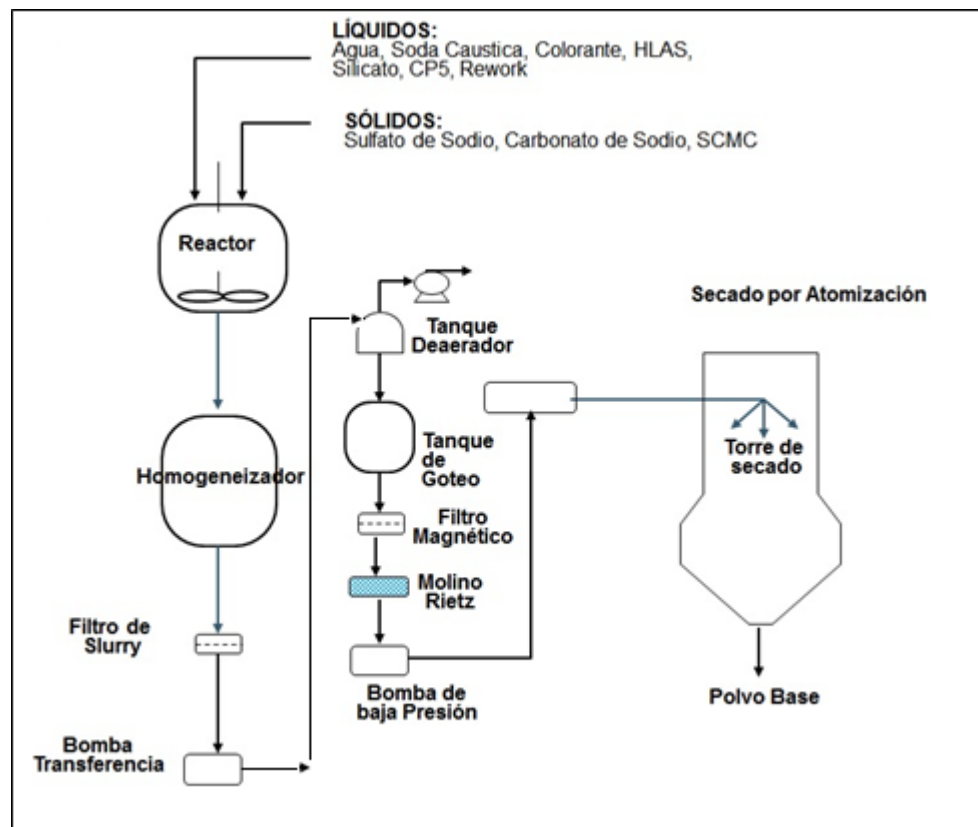 LÍQUIDOS:
Agua, Soda Caustica, Colorante, HLAS,
Silicato, CP5, Rework
SÓLIDOS:
Sulfato de Sodio, Carbonato de Sodio, SCMC
Reactor
Homogeneizador
Filtro de
Slurry
Bomba
Transferencia
Tanque
Deaerador
Tanque
de
Goteo
Filtro
Magnético
Molino
Rietz
Bomba de
baja Presión
Secado por Atomización
Torre de
secado
Polvo Base